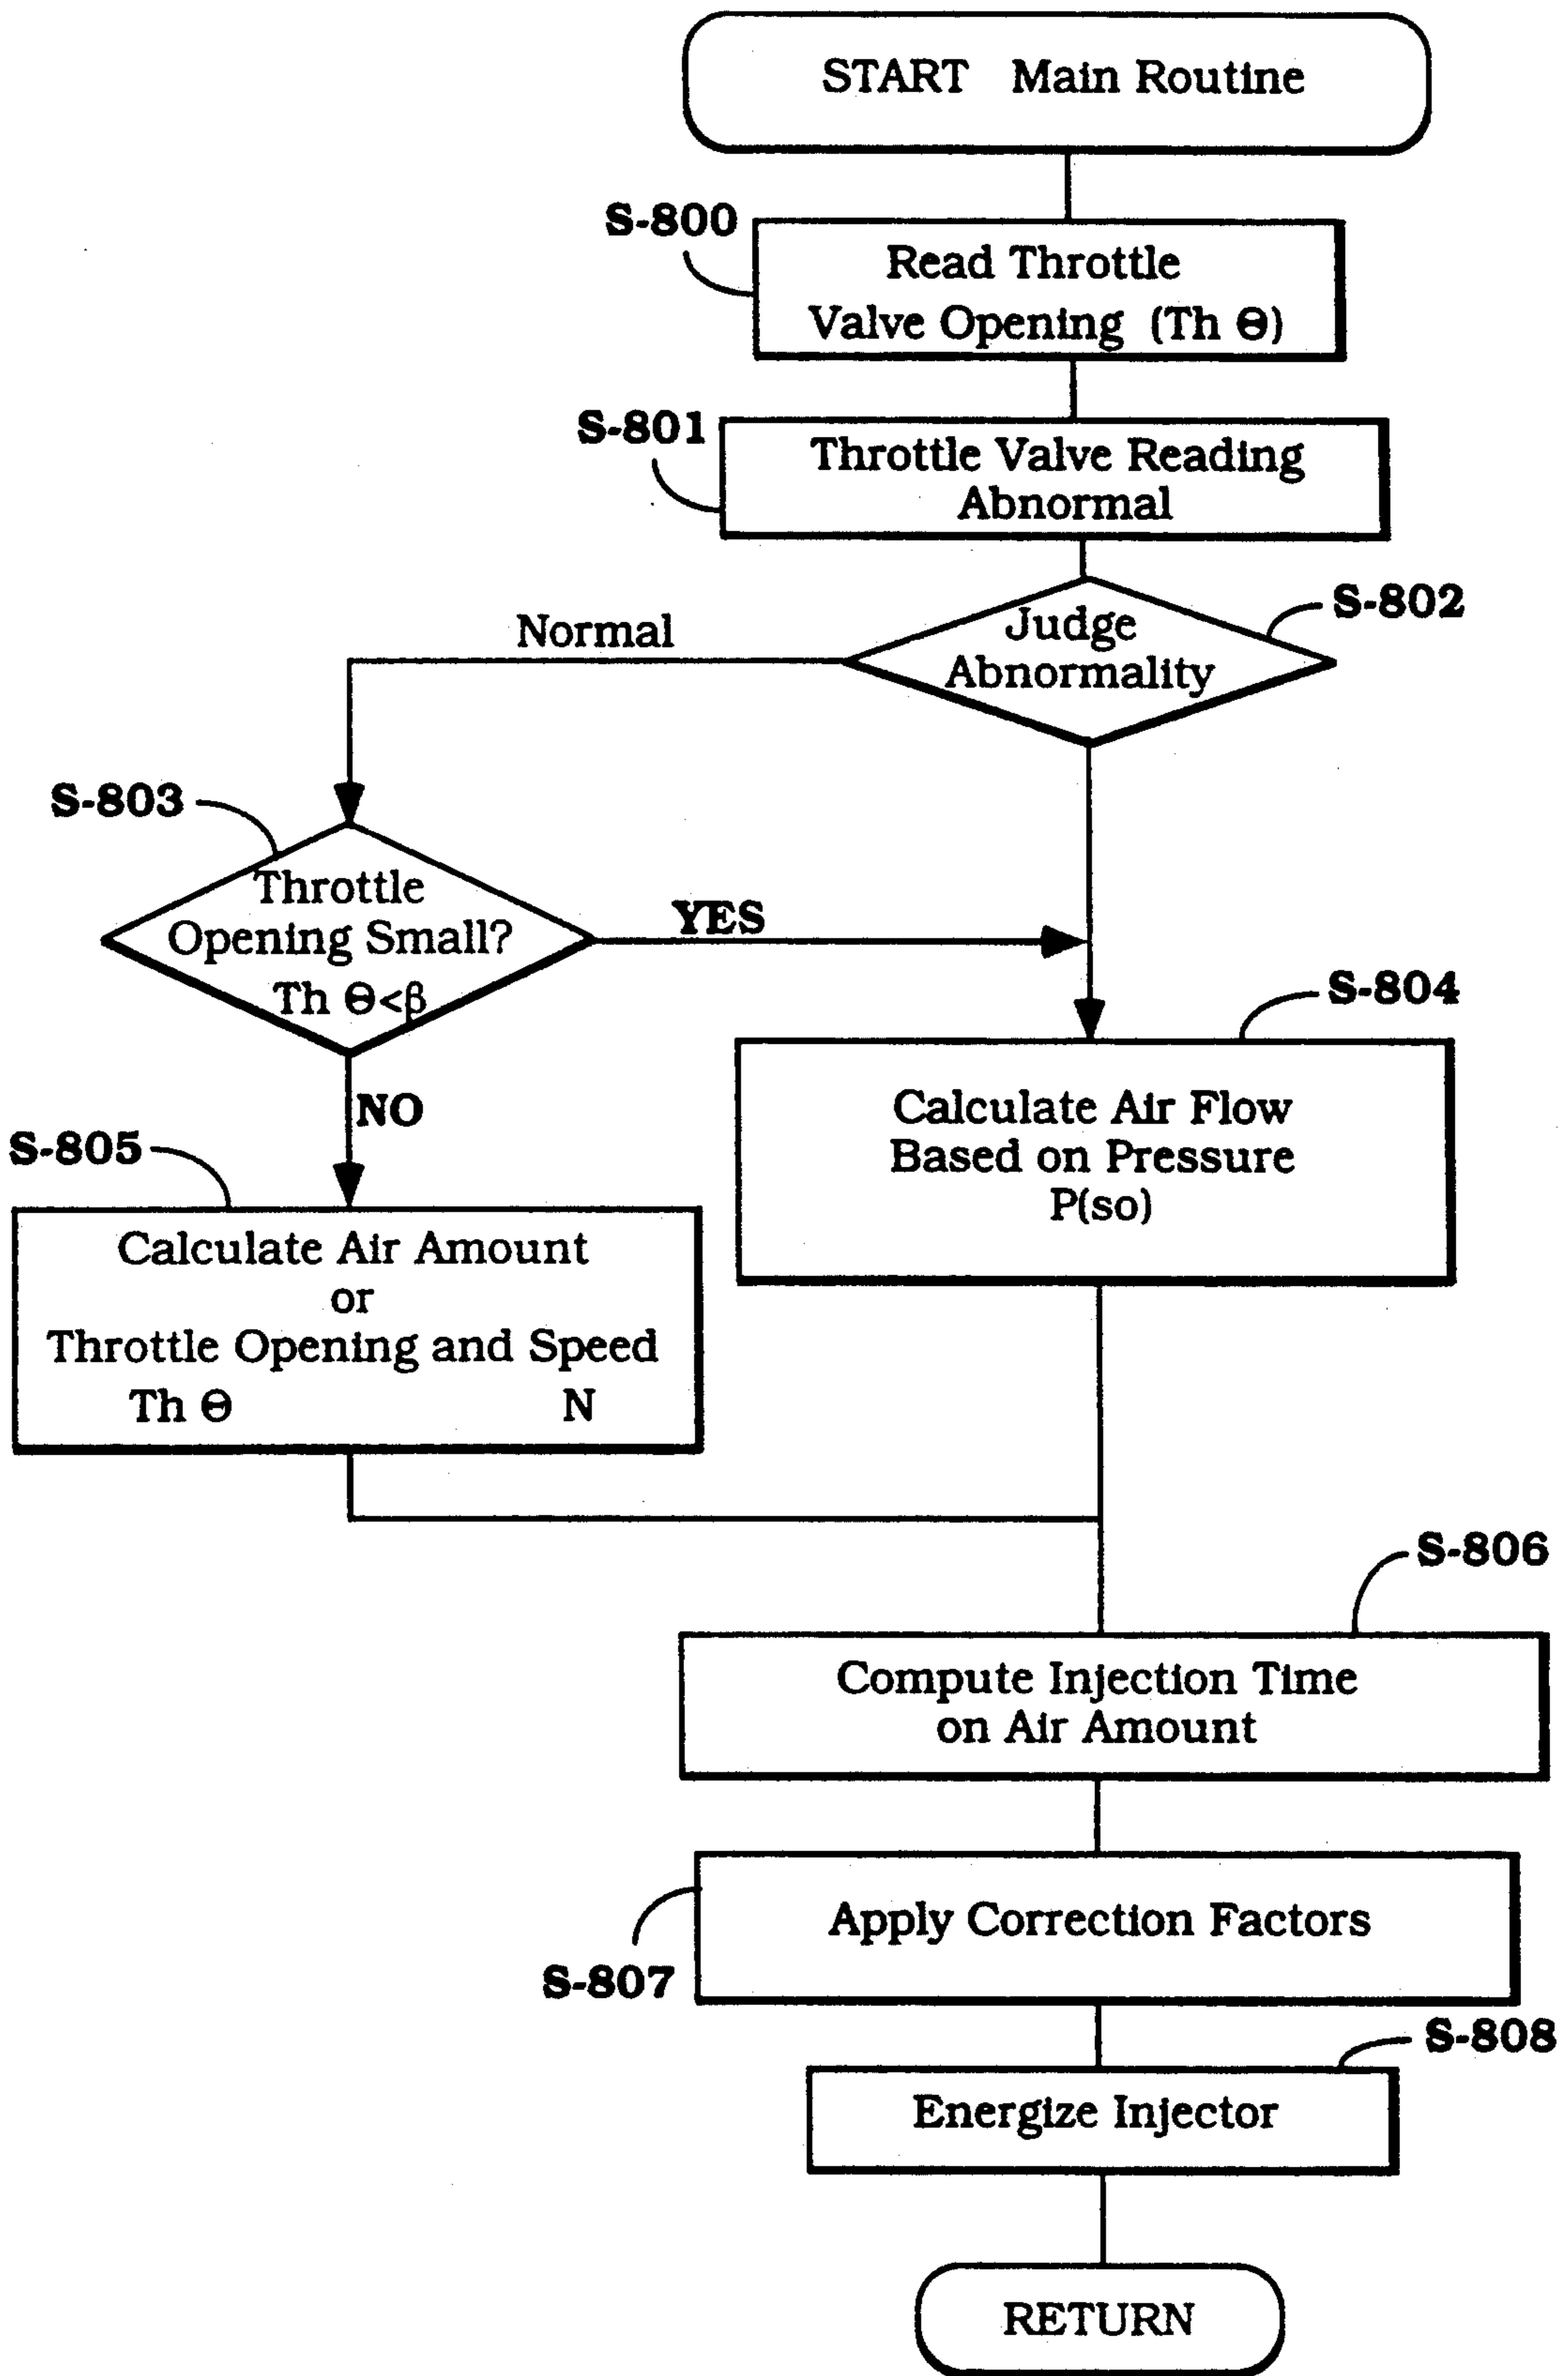 START Main Routine
S-800
Read Throttle
Valve Opening (Th Θ)
S-801
Throttle Valve Reading
Abnormal
S-802
Judge
Abnormality
Normal
S-803
Throttle
Opening Small?
Th Θ<β
YES
NO
S-804
Calculate Air Flow
Based on Pressure
P(so)
S-805
Calculate Air Amount
or
Throttle Opening and Speed
Th Θ N
S-806
Compute Injection Time
on Air Amount
Apply Correction Factors
S-807
S-808
Energize Injector
RETURN